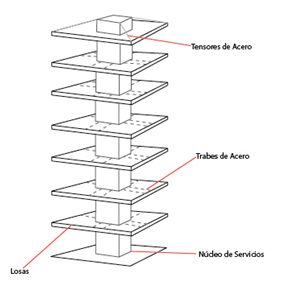 Tensores de Acero
Trabes de Acero
Núcleo de Servicios
Losas